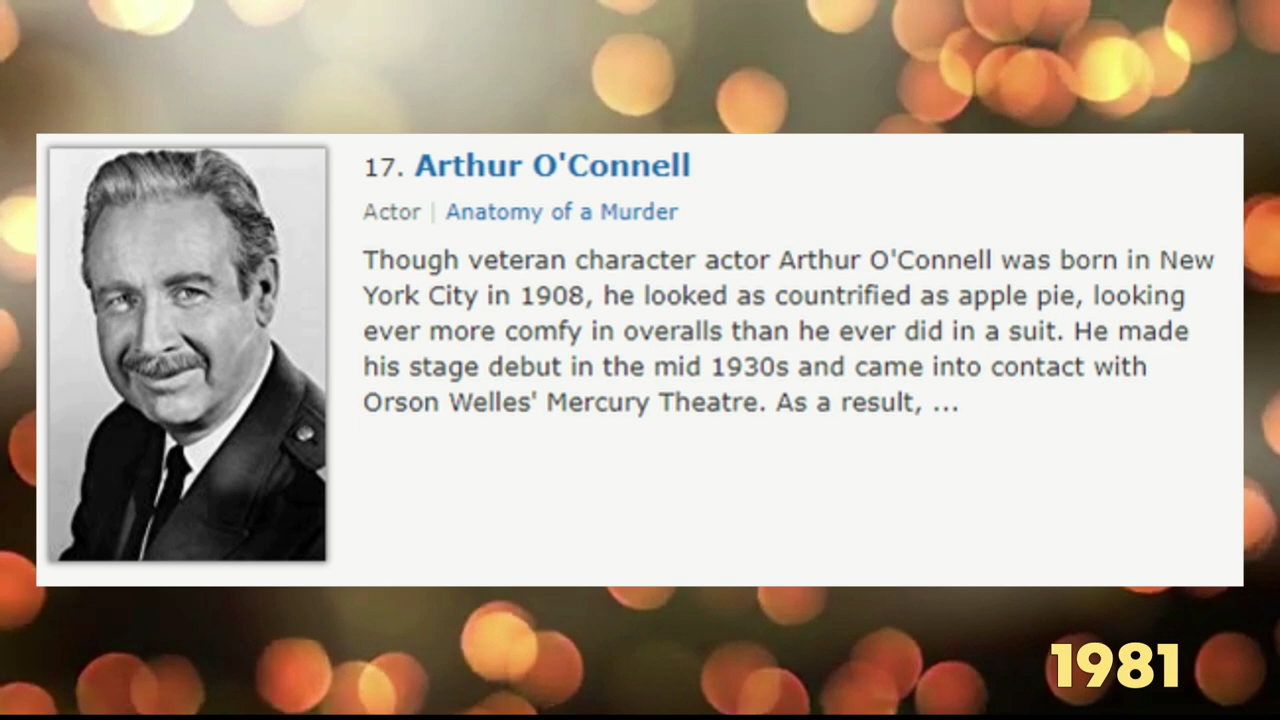 17. Arthur O'Connell
Actor | Anatomy of a Murder
Though veteran character actor Arthur O'Connell was born in New
York City in 1908, he looked as countrified as apple pie, looking
ever more comfy in overalls than he ever did in a suit. He made
his stage debut in the mid 1930s and came into contact with
Orson Welles' Mercury Theatre. As a result, ...
1981